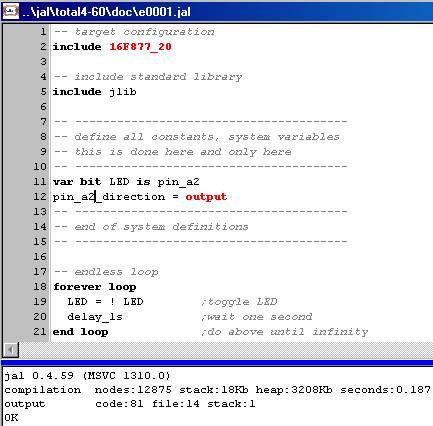 ..\jal\total4-60\doc\e0001.jal
1 -- target configuration
2 include 16F877_20
3
4 -- include standard library
5 include jlib
6
7 -- -----------------------------------
8 -- define all constants, system variables
9 -- this is done here and only here
10 -- -----------------------------------
11 var bit LED is pin_a2
12 pin_a2_direction = output
13 -- -----------------------------------
14 -- end of system definitions
15 -- -----------------------------------
16
17 -- endless loop
18 forever loop
19 LED = ! LED ;toggle LED
20 delay_1s ;wait one second
21 end loop ;do above until infinity
jal 0.4.59 (MSVC 1310.0)
compilation nodes:12875 stack:18Kb heap:3208Kb seconds:0.187
output code:81 file:14 stack:1
OK